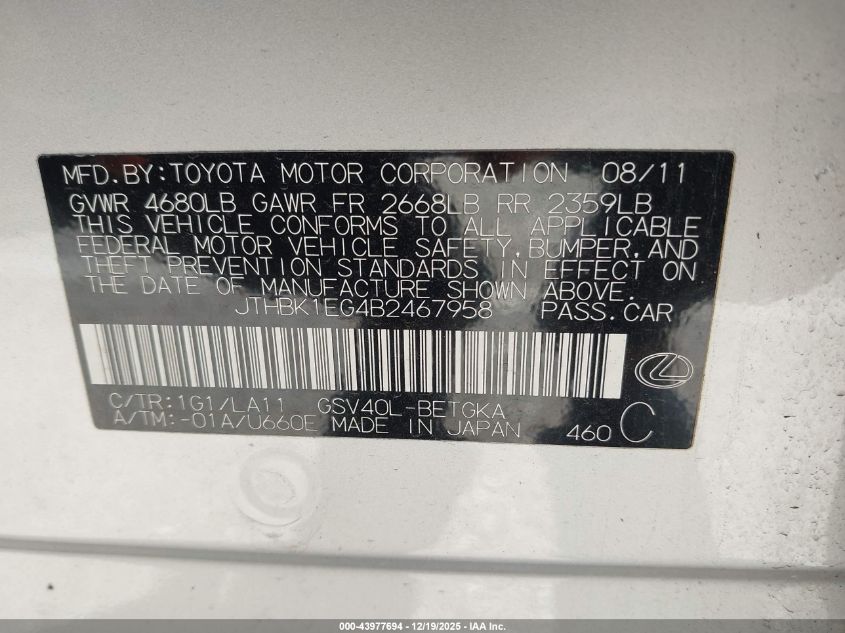 MFD.BY:TOYOTA MOTOR CORPORATION 08/11
GVWR 4680LB GAWR FR 2668LB RR 2359LB
THIS VEHICLE CONFORMS TO ALL APPLICABLE
FEDERAL MOTOR VEHICLE SAFETY, BUMPER, AND
THEFT PREVENTION STANDARDS IN EFFECT ON
THE DATE OF MANUFACTURE SHOWN ABOVE.
JTHBK1EG4B2467958 PASS.CAR
C/TR:1G1/LA11 GSV40L-BETGKA
A/TM:-01A/U660E MADE IN JAPAN 460 C
000-43977694 - 12/19/2025 - IAA Inc.